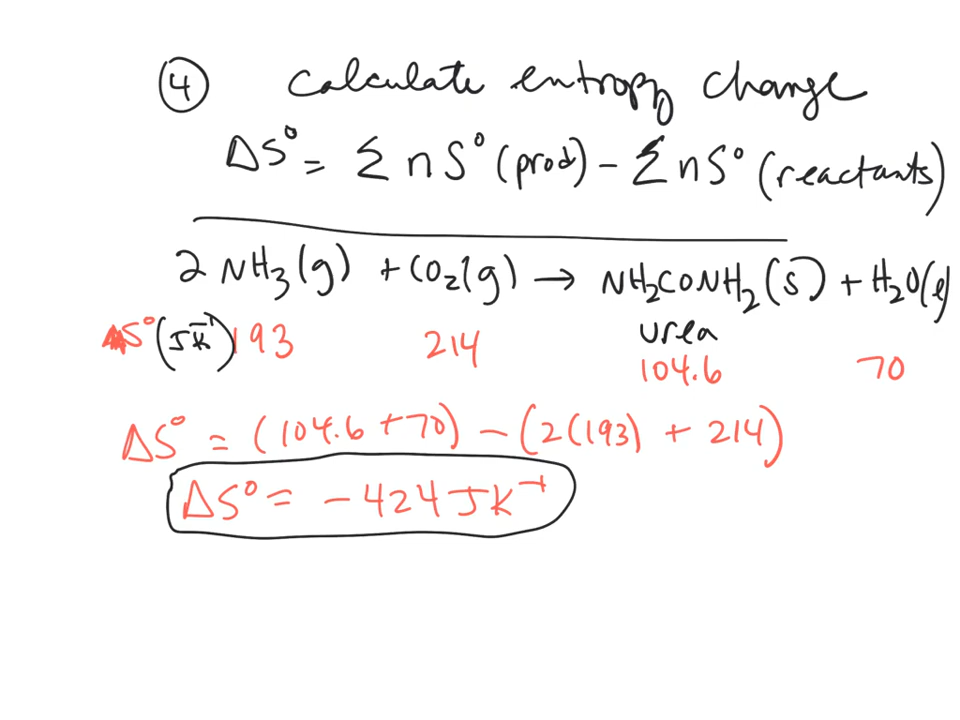 ④ Calculate entropy change
ΔS° = Σ n S° (prod) − Σ n S° (reactants)
2 NH₃(g) + CO₂(g) → NH₂CONH₂(s) + H₂O(l)
urea
S° (JK⁻¹) 193 214 104.6 70
ΔS° = (104.6 + 70) − (2(193) + 214)
ΔS° = −424 JK⁻¹